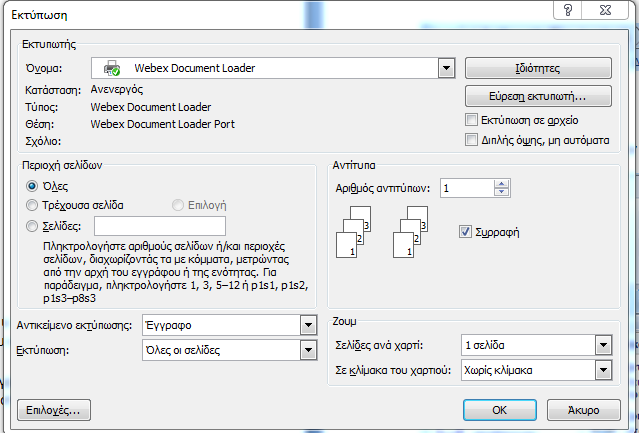 Εκτύπωση
Εκτυπωτής
Όνομα: Webex Document Loader Ιδιότητες
Κατάσταση: Ανενεργός Εύρεση εκτυπωτή...
Τύπος: Webex Document Loader
Θέση: Webex Document Loader Port Εκτύπωση σε αρχείο
Σχόλιο: Διπλής όψης, μη αυτόματα
Περιοχή σελίδων
Όλες
Τρέχουσα σελίδα Επιλογή
Σελίδες:
Πληκτρολογήστε αριθμούς σελίδων ή/και περιοχές
σελίδων, διαχωρίζοντάς τα με κόμματα, μετρώντας
από την αρχή του εγγράφου ή της ενότητας. Για
παράδειγμα, πληκτρολογήστε 1, 3, 5–12 ή p1s1, p1s2,
p1s3–p8s3
Αντίτυπα
Αριθμός αντιτύπων: 1
3 3
2 2
1 1
Συρραφή
Αντικείμενο εκτύπωσης: Έγγραφο
Εκτύπωση: Όλες οι σελίδες
Ζουμ
Σελίδες ανά χαρτί: 1 σελίδα
Σε κλίμακα του χαρτιού: Χωρίς κλίμακα
Επιλογές... OK Άκυρο